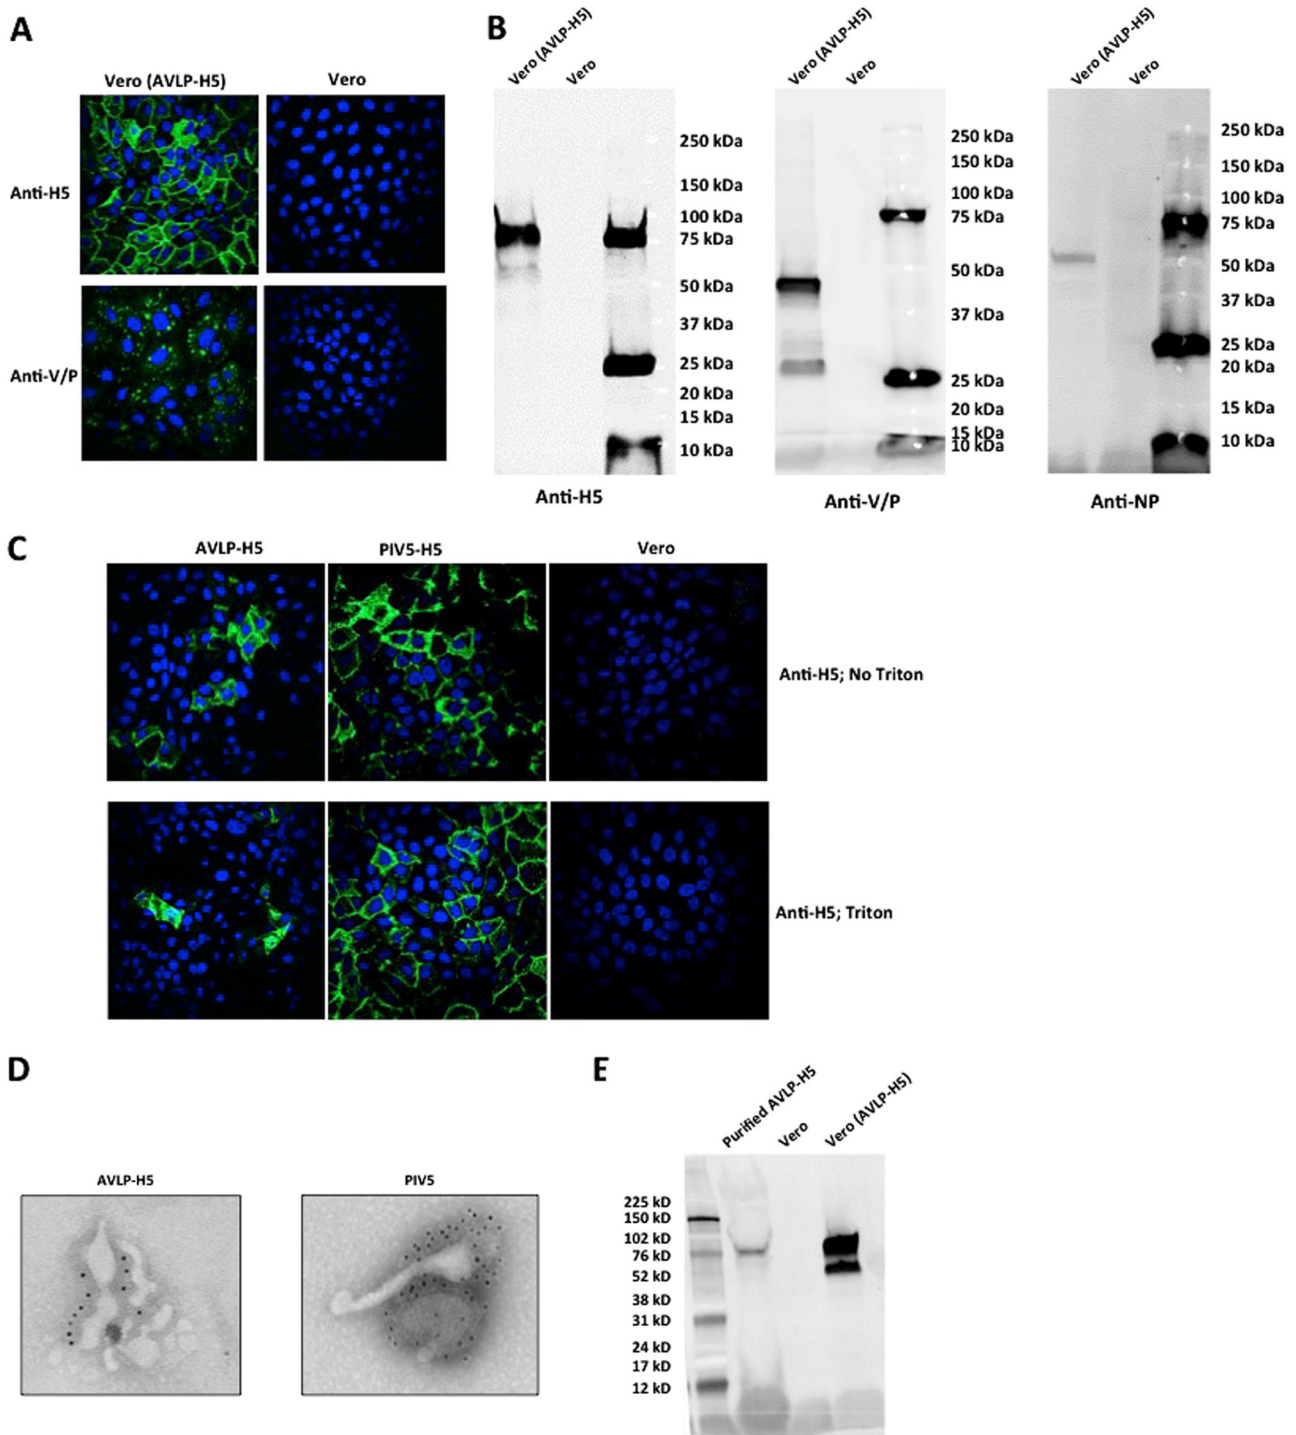 A
B
Vero (AVLP-H5)
Vero
Anti-H5
Anti-V/P
Vero (AVLP-H5)
Vero
250 kDa
150 kDa
100 kDa
75 kDa
50 kDa
37 kDa
25 kDa
20 kDa
15 kDa
10 kDa
Anti-H5
Vero (AVLP-H5)
Vero
250 kDa
150 kDa
100 kDa
75 kDa
50 kDa
37 kDa
25 kDa
20 kDa
15 kDa
10 kDa
Anti-V/P
Vero (AVLP-H5)
Vero
250 kDa
150 kDa
100 kDa
75 kDa
50 kDa
37 kDa
25 kDa
20 kDa
15 kDa
10 kDa
Anti-NP
C
AVLP-H5
PIV5-H5
Vero
Anti-H5; No Triton
Anti-H5; Triton
D
AVLP-H5
PIV5
E
Purified AVLP-H5
Vero
Vero (AVLP-H5)
225 kD
150 kD
102 kD
76 kD
52 kD
38 kD
31 kD
24 kD
17 kD
12 kD